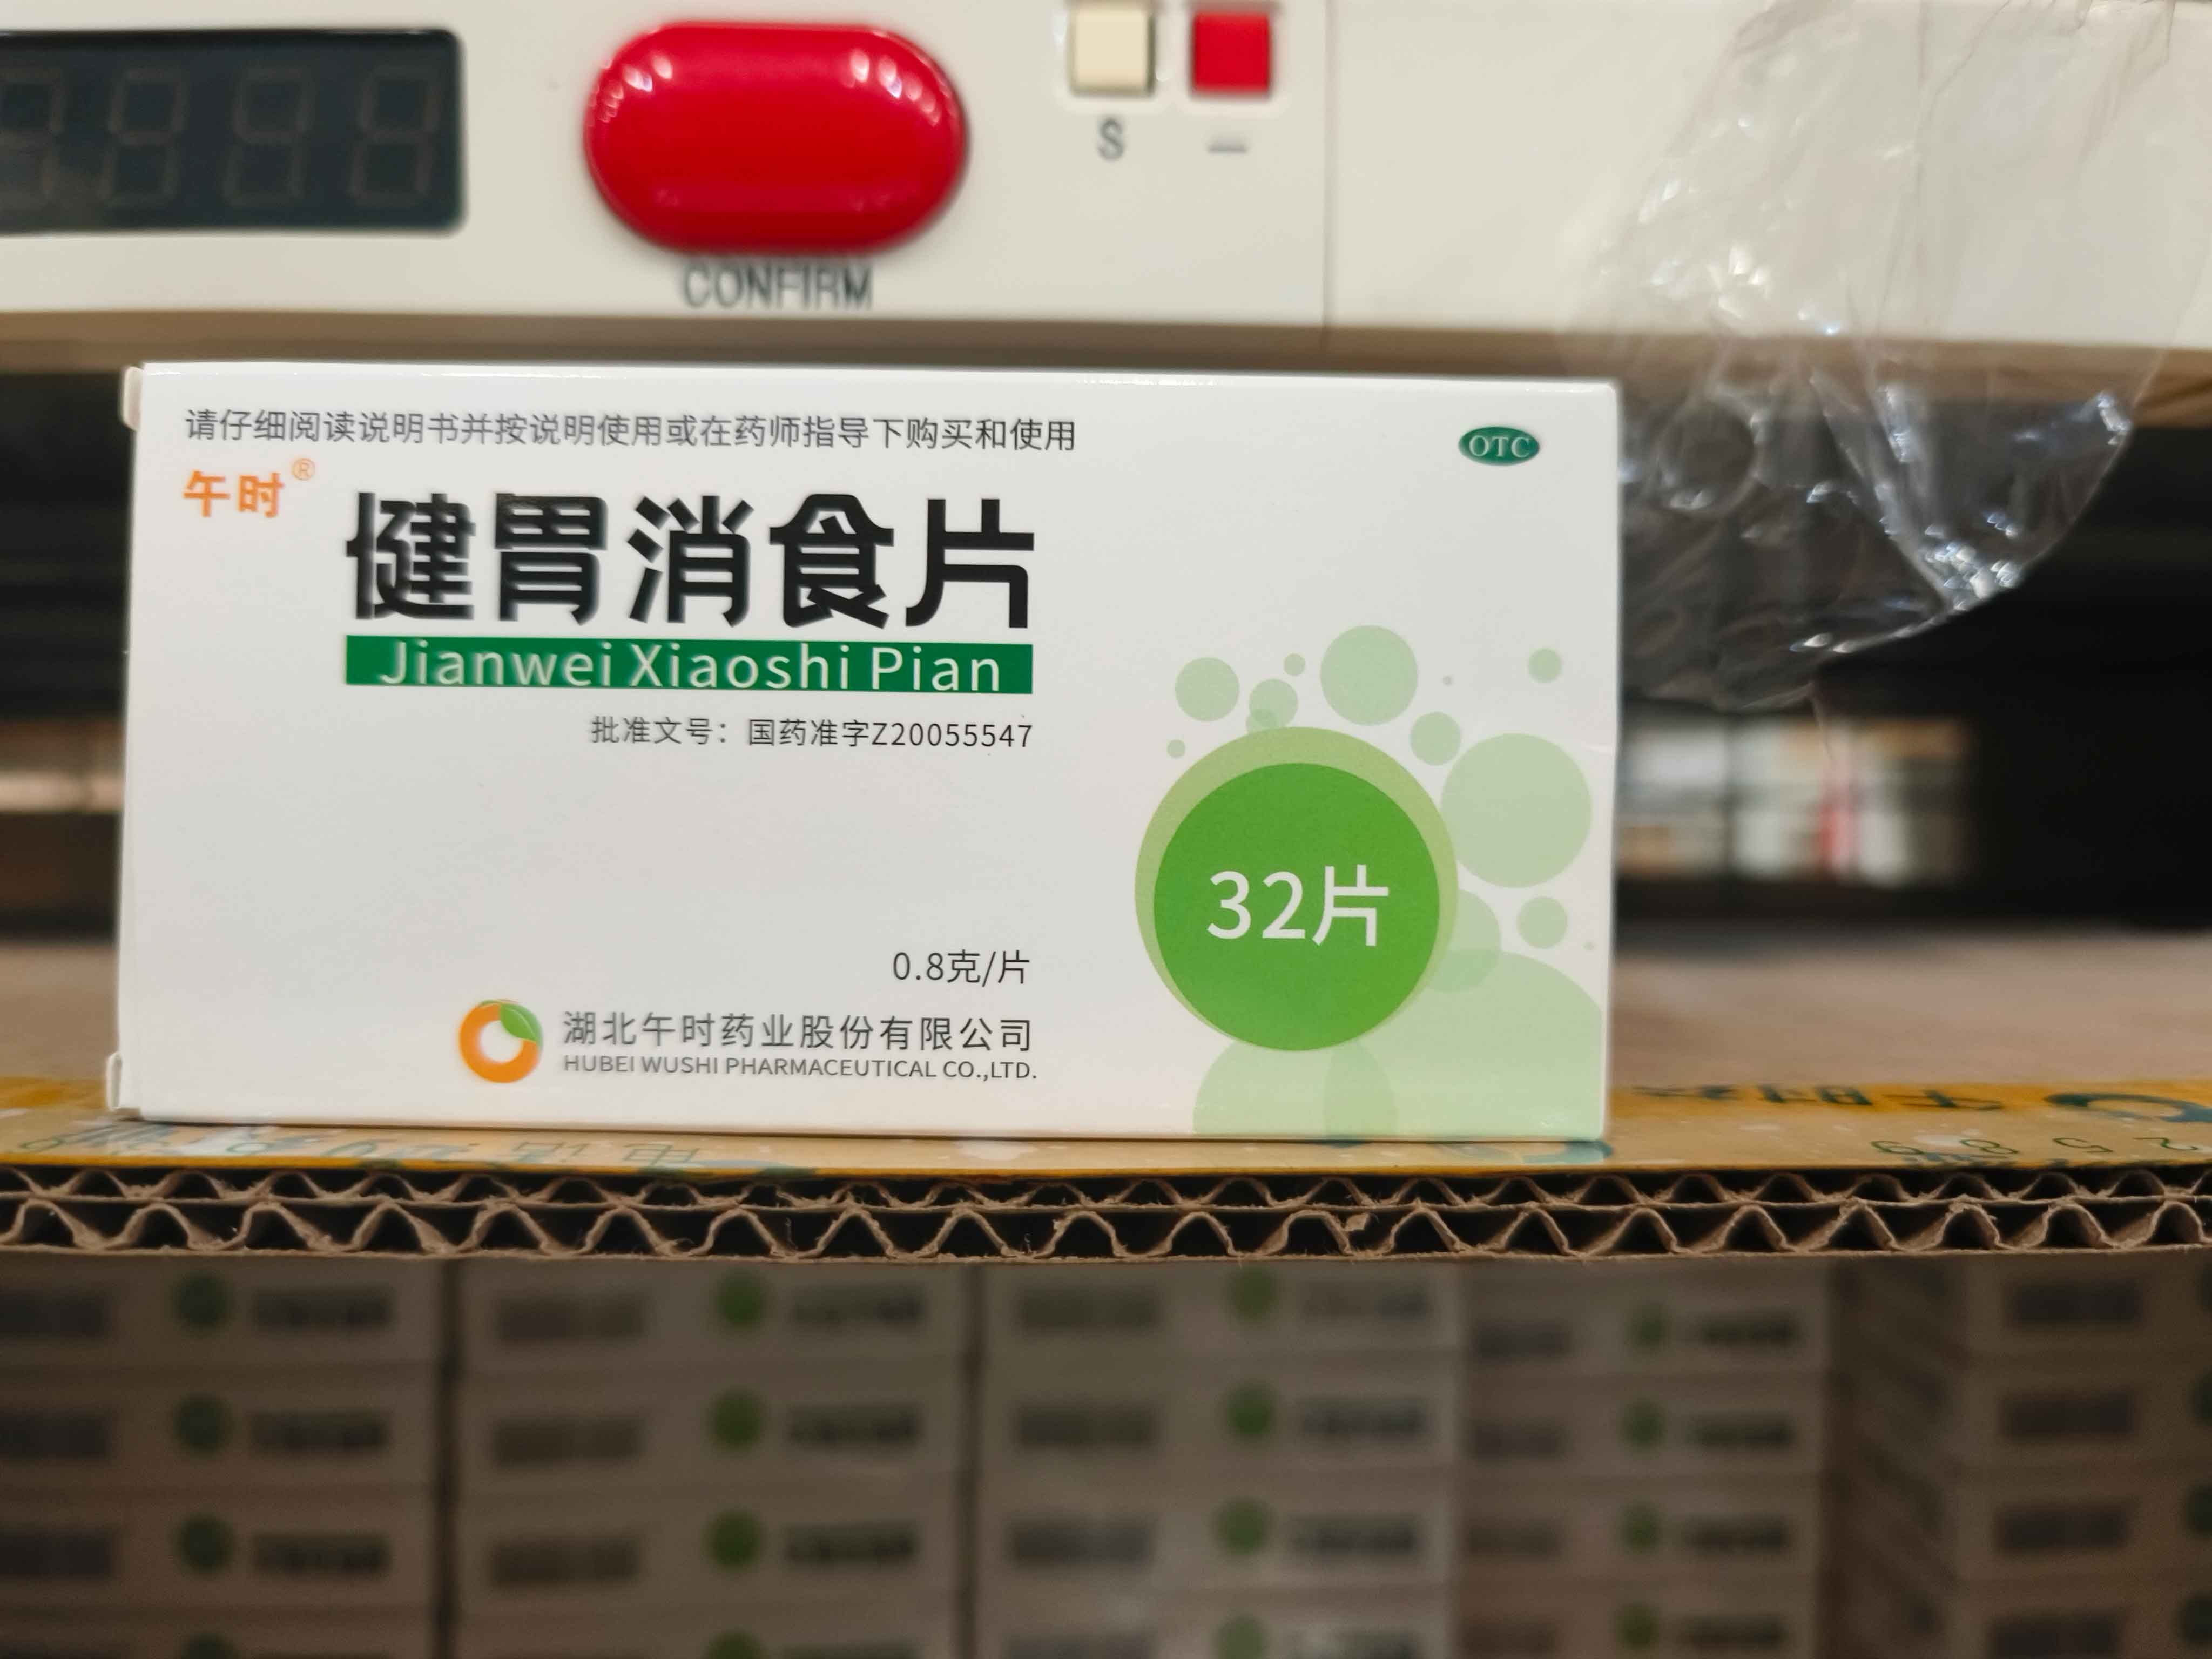 CONFIRM
S
请仔细阅读说明书并按说明使用或在药师指导下购买和使用
OTC
午时®
健胃消食片
Jianwei Xiaoshi Pian
批准文号：国药准字Z20055547
32片
0.8克/片
湖北午时药业股份有限公司
HUBEI WUSHI PHARMACEUTICAL CO.,LTD.